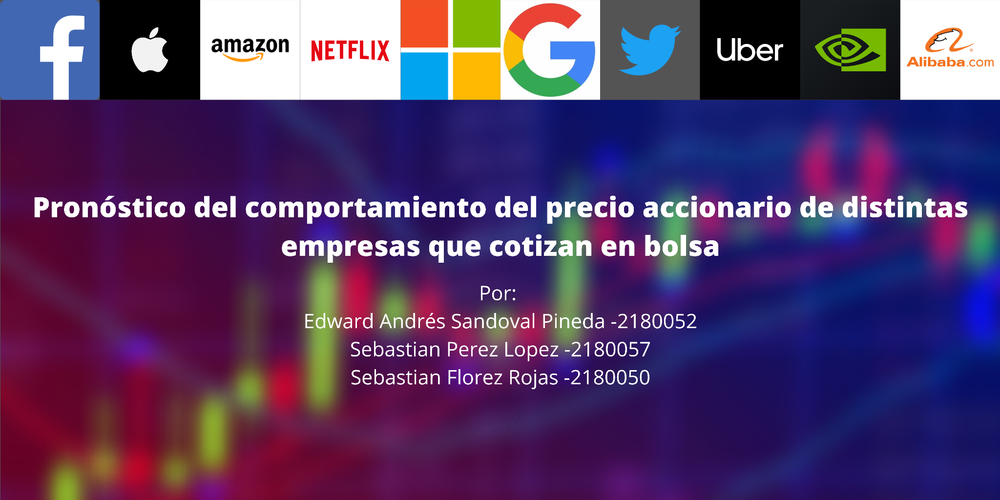 amazon
NETFLIX
Uber
Alibaba.com
Pronóstico del comportamiento del precio accionario de distintas
empresas que cotizan en bolsa
Por:
Edward Andrés Sandoval Pineda -2180052
Sebastian Perez Lopez -2180057
Sebastian Florez Rojas -2180050